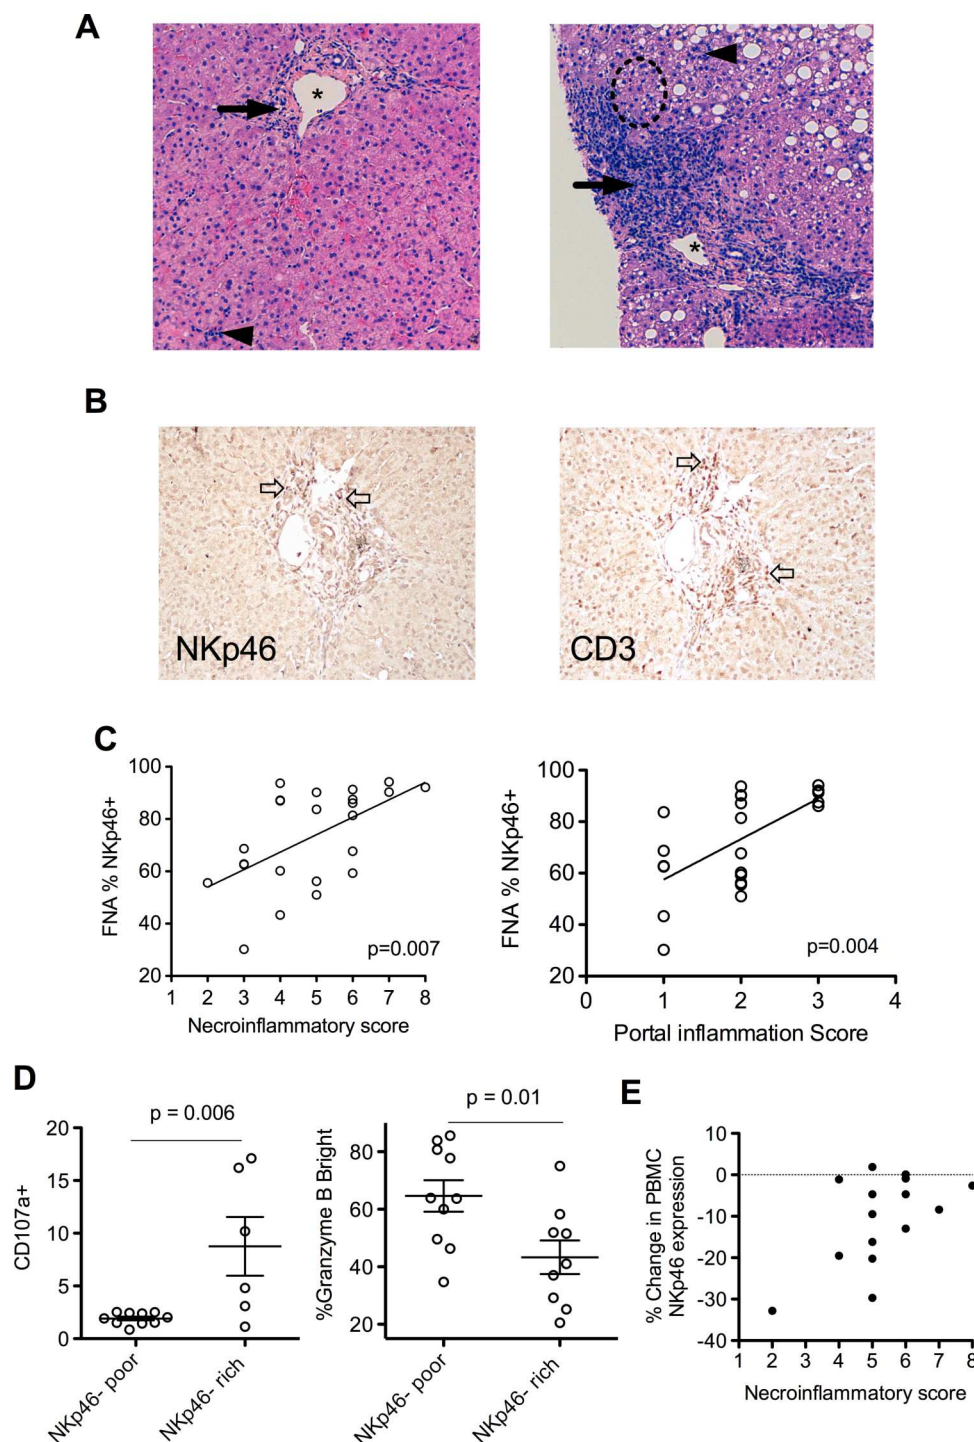 A
*
*
B
NKp46
CD3
C
100
80
60
40
20
FNA % NKp46+
1 2 3 4 5 6 7 8
Necroinflammatory score
p=0.007
100
80
60
40
20
FNA % NKp46+
0 1 2 3 4
Portal inflammation Score
p=0.004
D
p = 0.006
20
15
10
5
0
CD107a+
NKp46- poor
NKp46- rich
p = 0.01
80
60
40
20
%Granzyme B Bright
NKp46- poor
NKp46- rich
E
10
0
-10
-20
-30
-40
% Change in PBMC
NKp46 expression
1 2 3 4 5 6 7 8
Necroinflammatory score